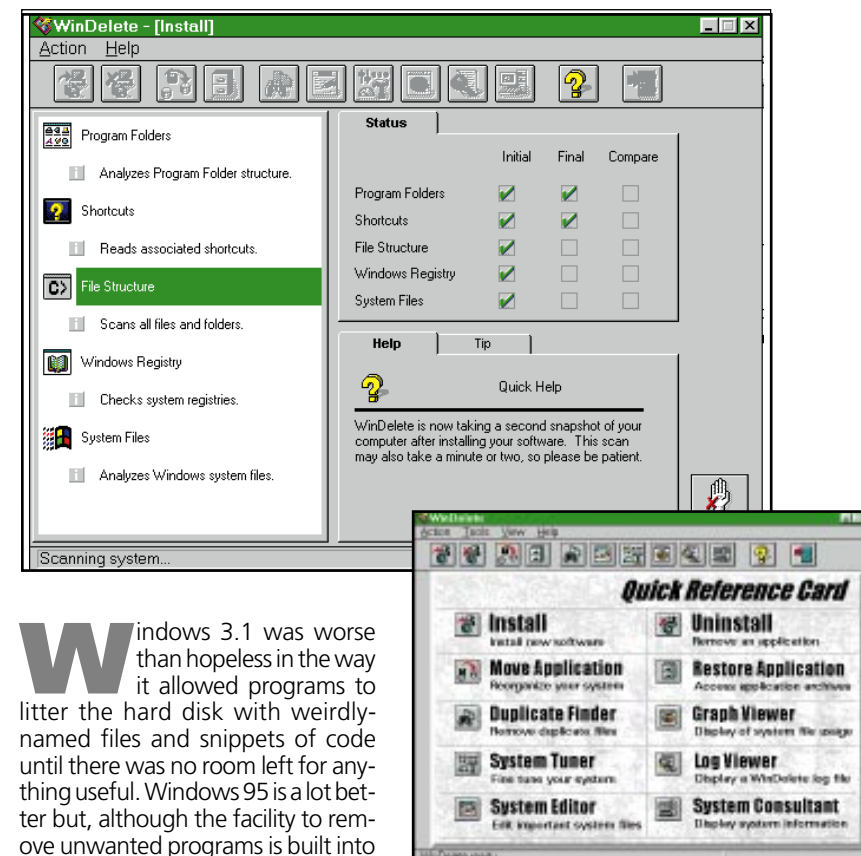 WinDelete - [Install]
Action Help
Program Folders
Analyzes Program Folder structure.
Shortcuts
Reads associated shortcuts.
File Structure
Scans all files and folders.
Windows Registry
Checks system registries.
System Files
Analyzes Windows system files.
Status
Initial Final Compare
Program Folders
Shortcuts
File Structure
Windows Registry
System Files
Help Tip
Quick Help
WinDelete is now taking a second snapshot of your
computer after installing your software. This scan
may also take a minute or two, so please be patient.
Scanning system...
WinDelete
Action Tools View Help
Quick Reference Card
Install
Install new software
Uninstall
Remove an application
Move Application
Reorganize your system
Restore Application
Access application archives
Duplicate Finder
Remove duplicate files
Graph Viewer
Display of system file usage
System Tuner
Fine tune your system
Log Viewer
Display a WinDelete log file
System Editor
Edit important system files
System Consultant
Display system information
Windows 3.1 was worse
than hopeless in the way
it allowed programs to
litter the hard disk with weirdly-
named files and snippets of code
until there was no room left for any-
thing useful. Windows 95 is a lot bet-
ter but, although the facility to rem-
ove unwanted programs is built into